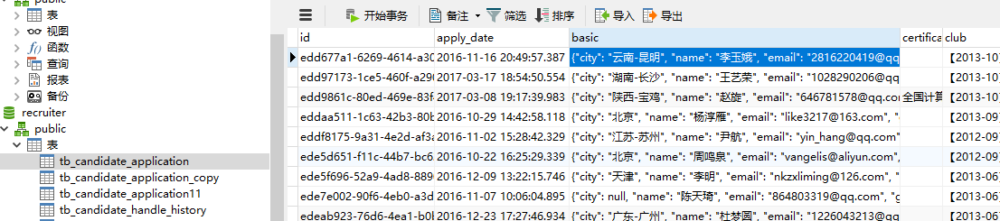 public
表
视图
函数
查询
报表
备份
recruiter
public
表
tb_candidate_application
tb_candidate_application_copy
tb_candidate_application11
tb_candidate_handle_history
开始事务 备注 筛选 排序 导入 导出
id apply_date basic certifica club
edd677a1-6269-4614-a30 2016-11-16 20:49:57.387 {"city": "云南-昆明", "name": "李玉娥", "email": "2816220419@qq 【2013-10
edd97173-1ce5-460f-a290 2017-03-17 18:54:50.554 {"city": "湖南-长沙", "name": "王艺荣", "email": "1028290206@qq 【2013-10
edd9861c-80ed-469e-83f 2017-03-08 19:17:39.983 {"city": "陕西-宝鸡", "name": "赵旋", "email": "646781578@qq.com 全国计算 【2013-10
eddaa511-1c63-42b3-80b 2016-10-29 14:42:58.118 {"city": "北京", "name": "杨淳雁", "email": "like3217@163.com", " 【2013-09
eddf8175-9a31-4e2d-af3a 2016-11-02 15:28:42.329 {"city": "江苏-苏州", "name": "尹航", "email": "yin_hang@qq.com", 【2012-09
ede5d651-f11c-44b7-bc6 2016-10-22 16:25:29.339 {"city": "北京", "name": "周鸣泉", "email": "vangelis@aliyun.com", 【2012-09
ede5f696-52a9-4ad8-889 2016-12-09 13:22:15.746 {"city": "天津", "name": "李明", "email": "nkzxliming@126.com", " 【2013-10
ede7e002-90f6-4eb0-a3d 2016-11-07 10:06:04.895 {"city": null, "name": "陈天琦", "email": "864803319@qq.com", "g 【2013-09
edeab923-76d6-4ea1-b0b 2016-12-23 17:27:46.934 {"city": "广东-广州", "name": "杜梦圆", "email": "1226043213@qq 【2013-06